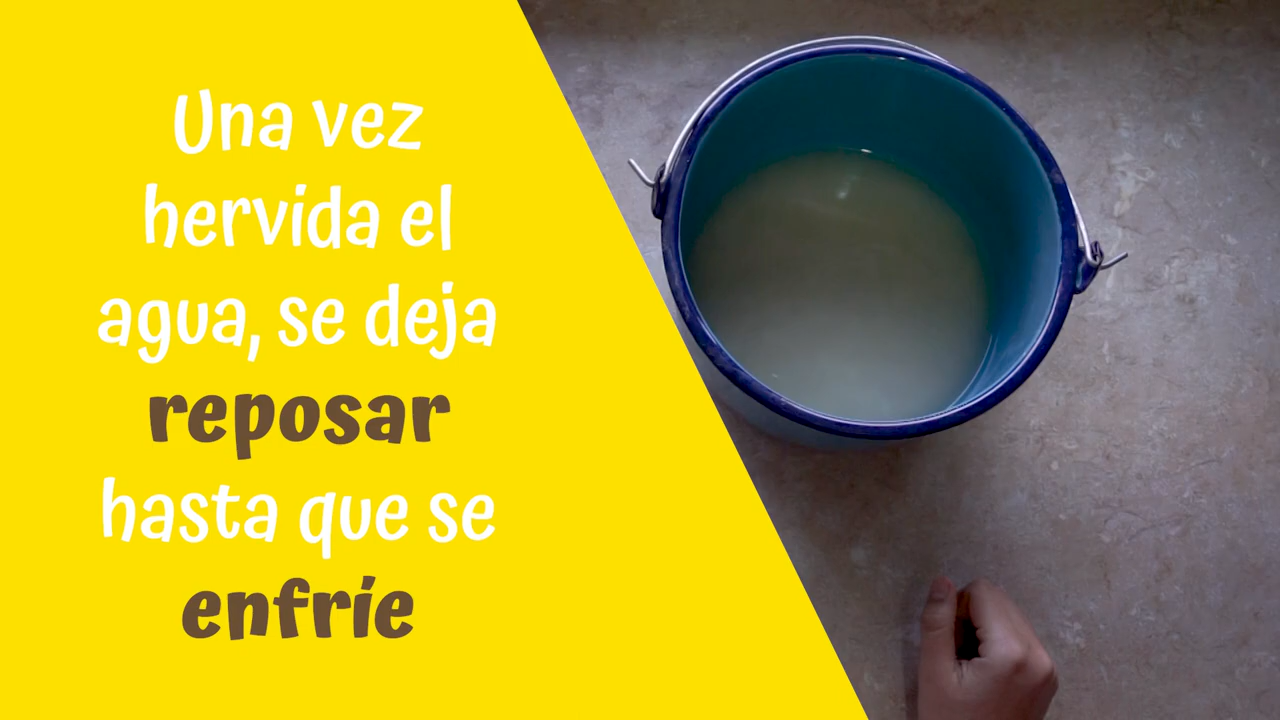 Una vez
hervida el
agua, se deja
reposar
hasta que se
enfríe